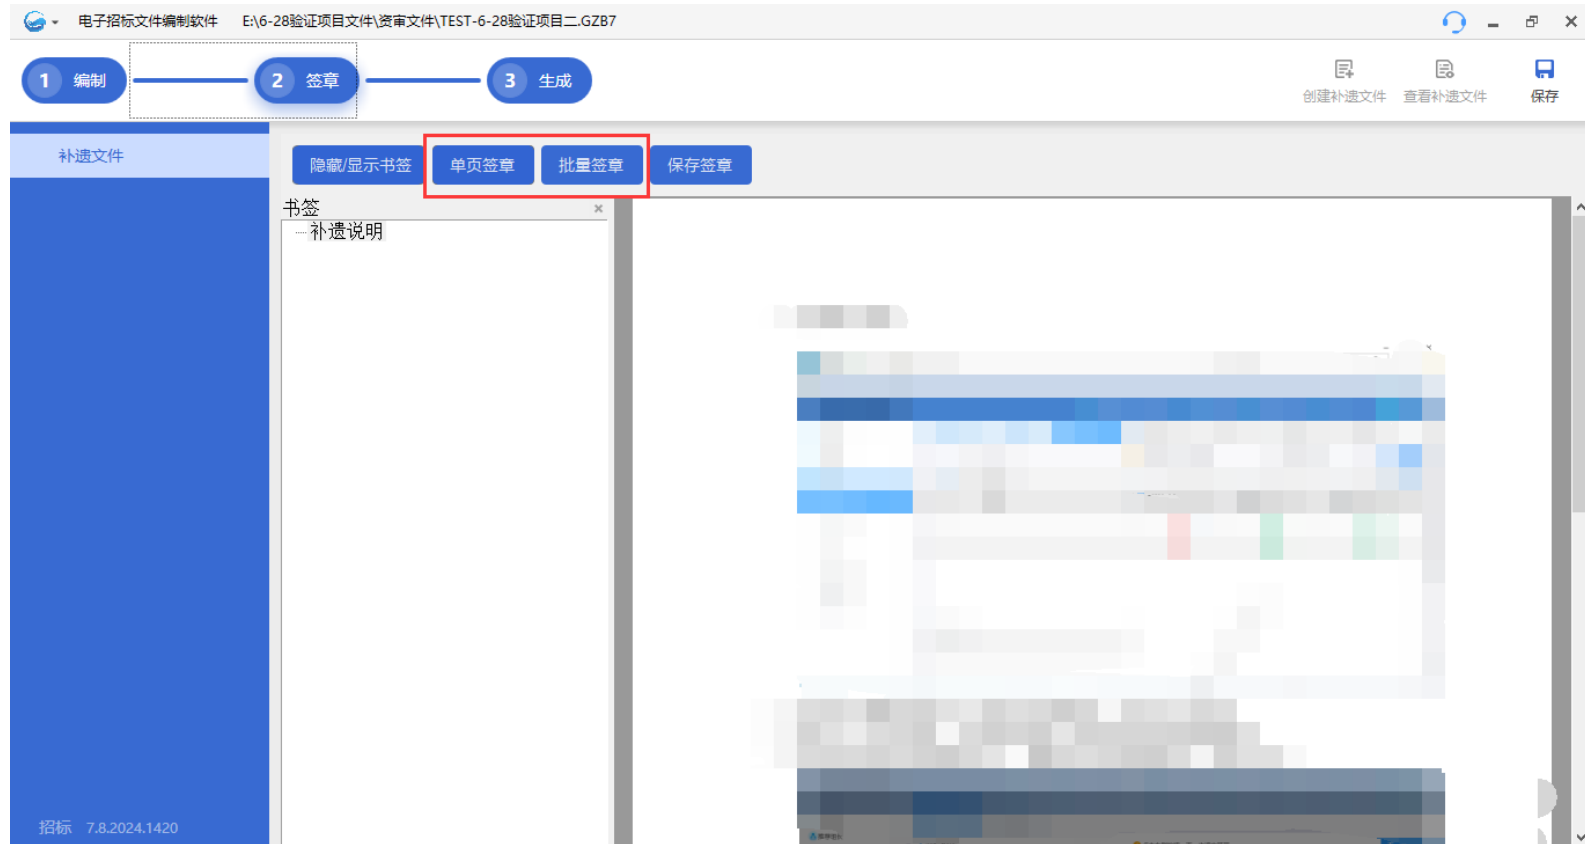 电子招标文件编制软件 E:\6-28验证项目文件\资审文件\TEST-6-28验证项目二.GZB7
1 编制 2 签章 3 生成
创建补遗文件 查看补遗文件 保存
补遗文件
隐藏/显示书签 单页签章 批量签章 保存签章
书签
补遗说明
招标 7.8.2024.1420